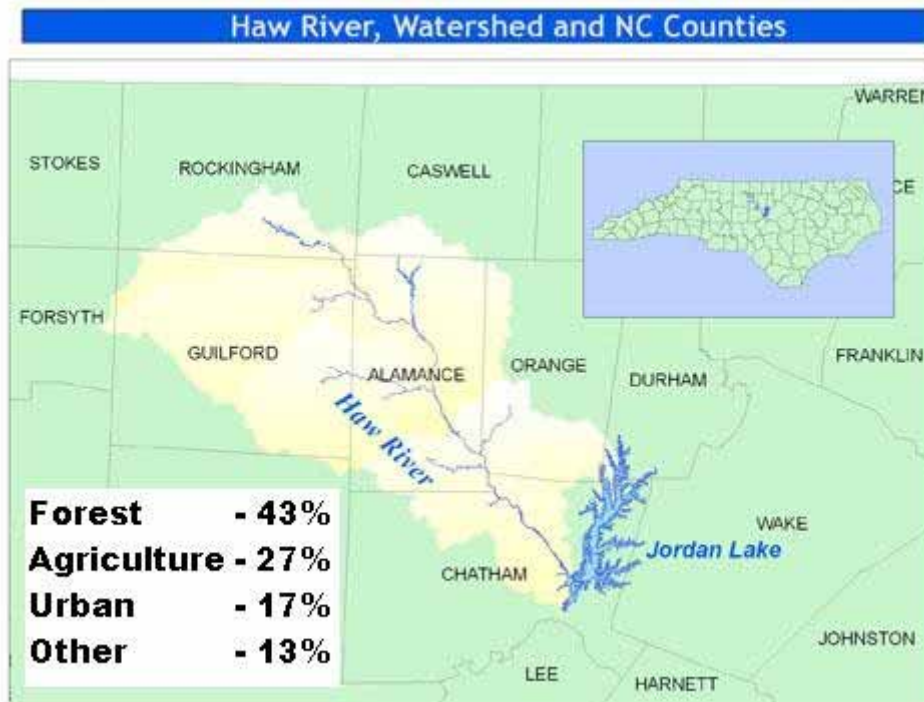 Haw River, Watershed and NC Counties
WARREN
STOKES
ROCKINGHAM
CASWELL
CE
FORSYTH
GUILFORD
ALAMANCE
ORANGE
DURHAM
FRANKLIN
Haw River
Forest - 43%
Agriculture - 27%
Urban - 17%
Other - 13%
WAKE
Jordan Lake
CHATHAM
JOHNSTON
LEE
HARNETT